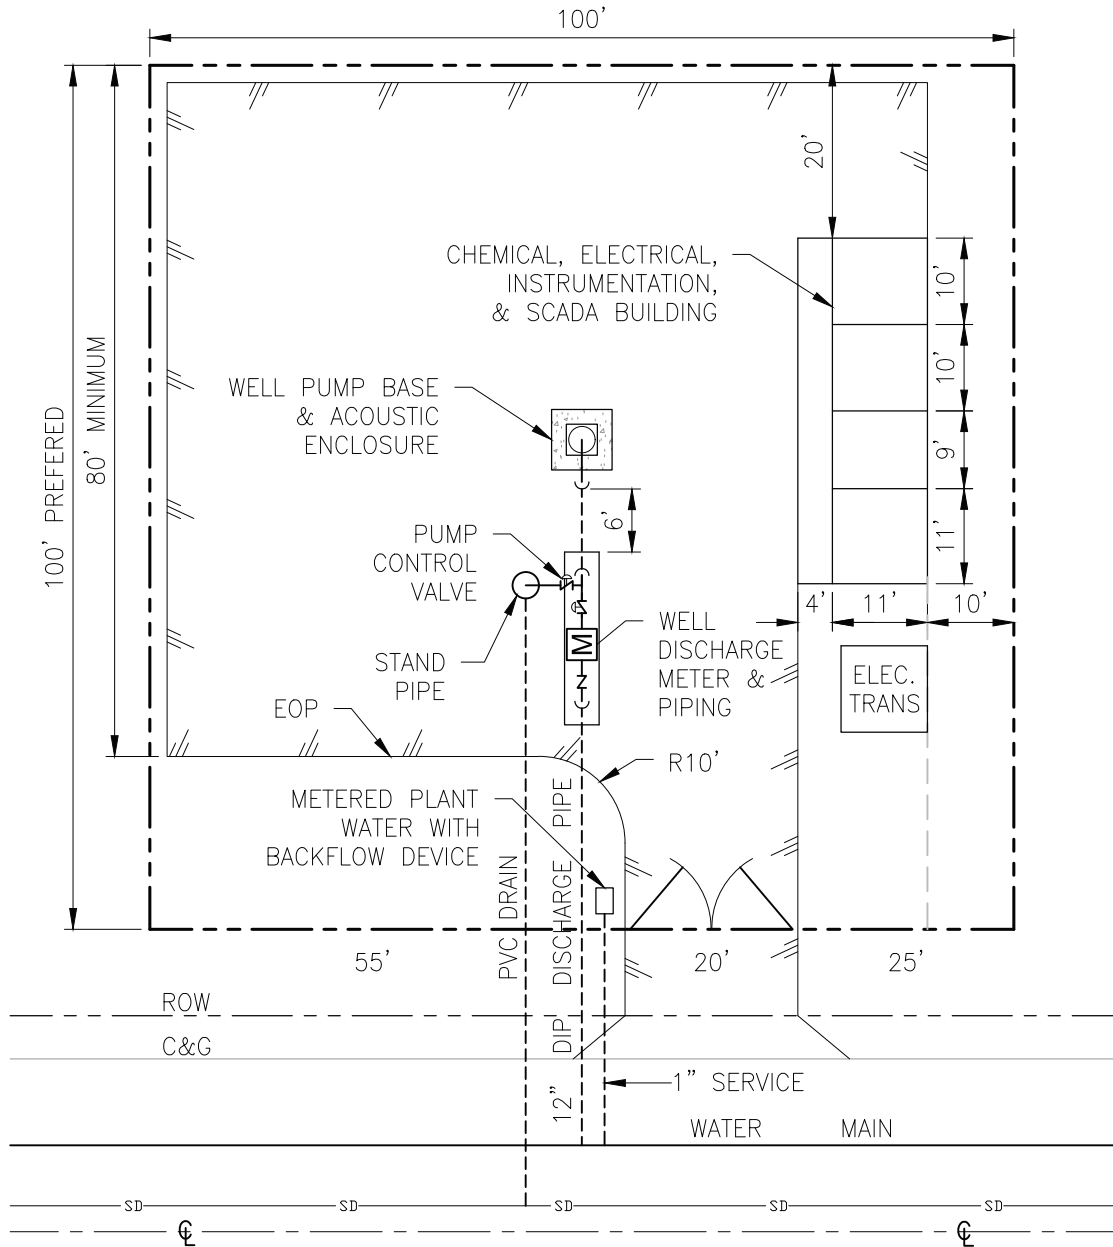 100'
20'
CHEMICAL, ELECTRICAL,
INSTRUMENTATION,
& SCADA BUILDING
10'
10'
9'
11'
80' MINIMUM
100' PREFERED
WELL PUMP BASE
& ACOUSTIC
ENCLOSURE
6'
PUMP
CONTROL
VALVE
4'
11'
10'
M
WELL
DISCHARGE
METER &
PIPING
STAND
PIPE
ELEC.
TRANS
EOP
R10'
METERED PLANT
WATER WITH
BACKFLOW DEVICE
PVC DRAIN
12" DIP DISCHARGE PIPE
55'
20'
25'
ROW
C&G
1" SERVICE
WATER MAIN
SD
SD
SD
SD
SD
℄
℄